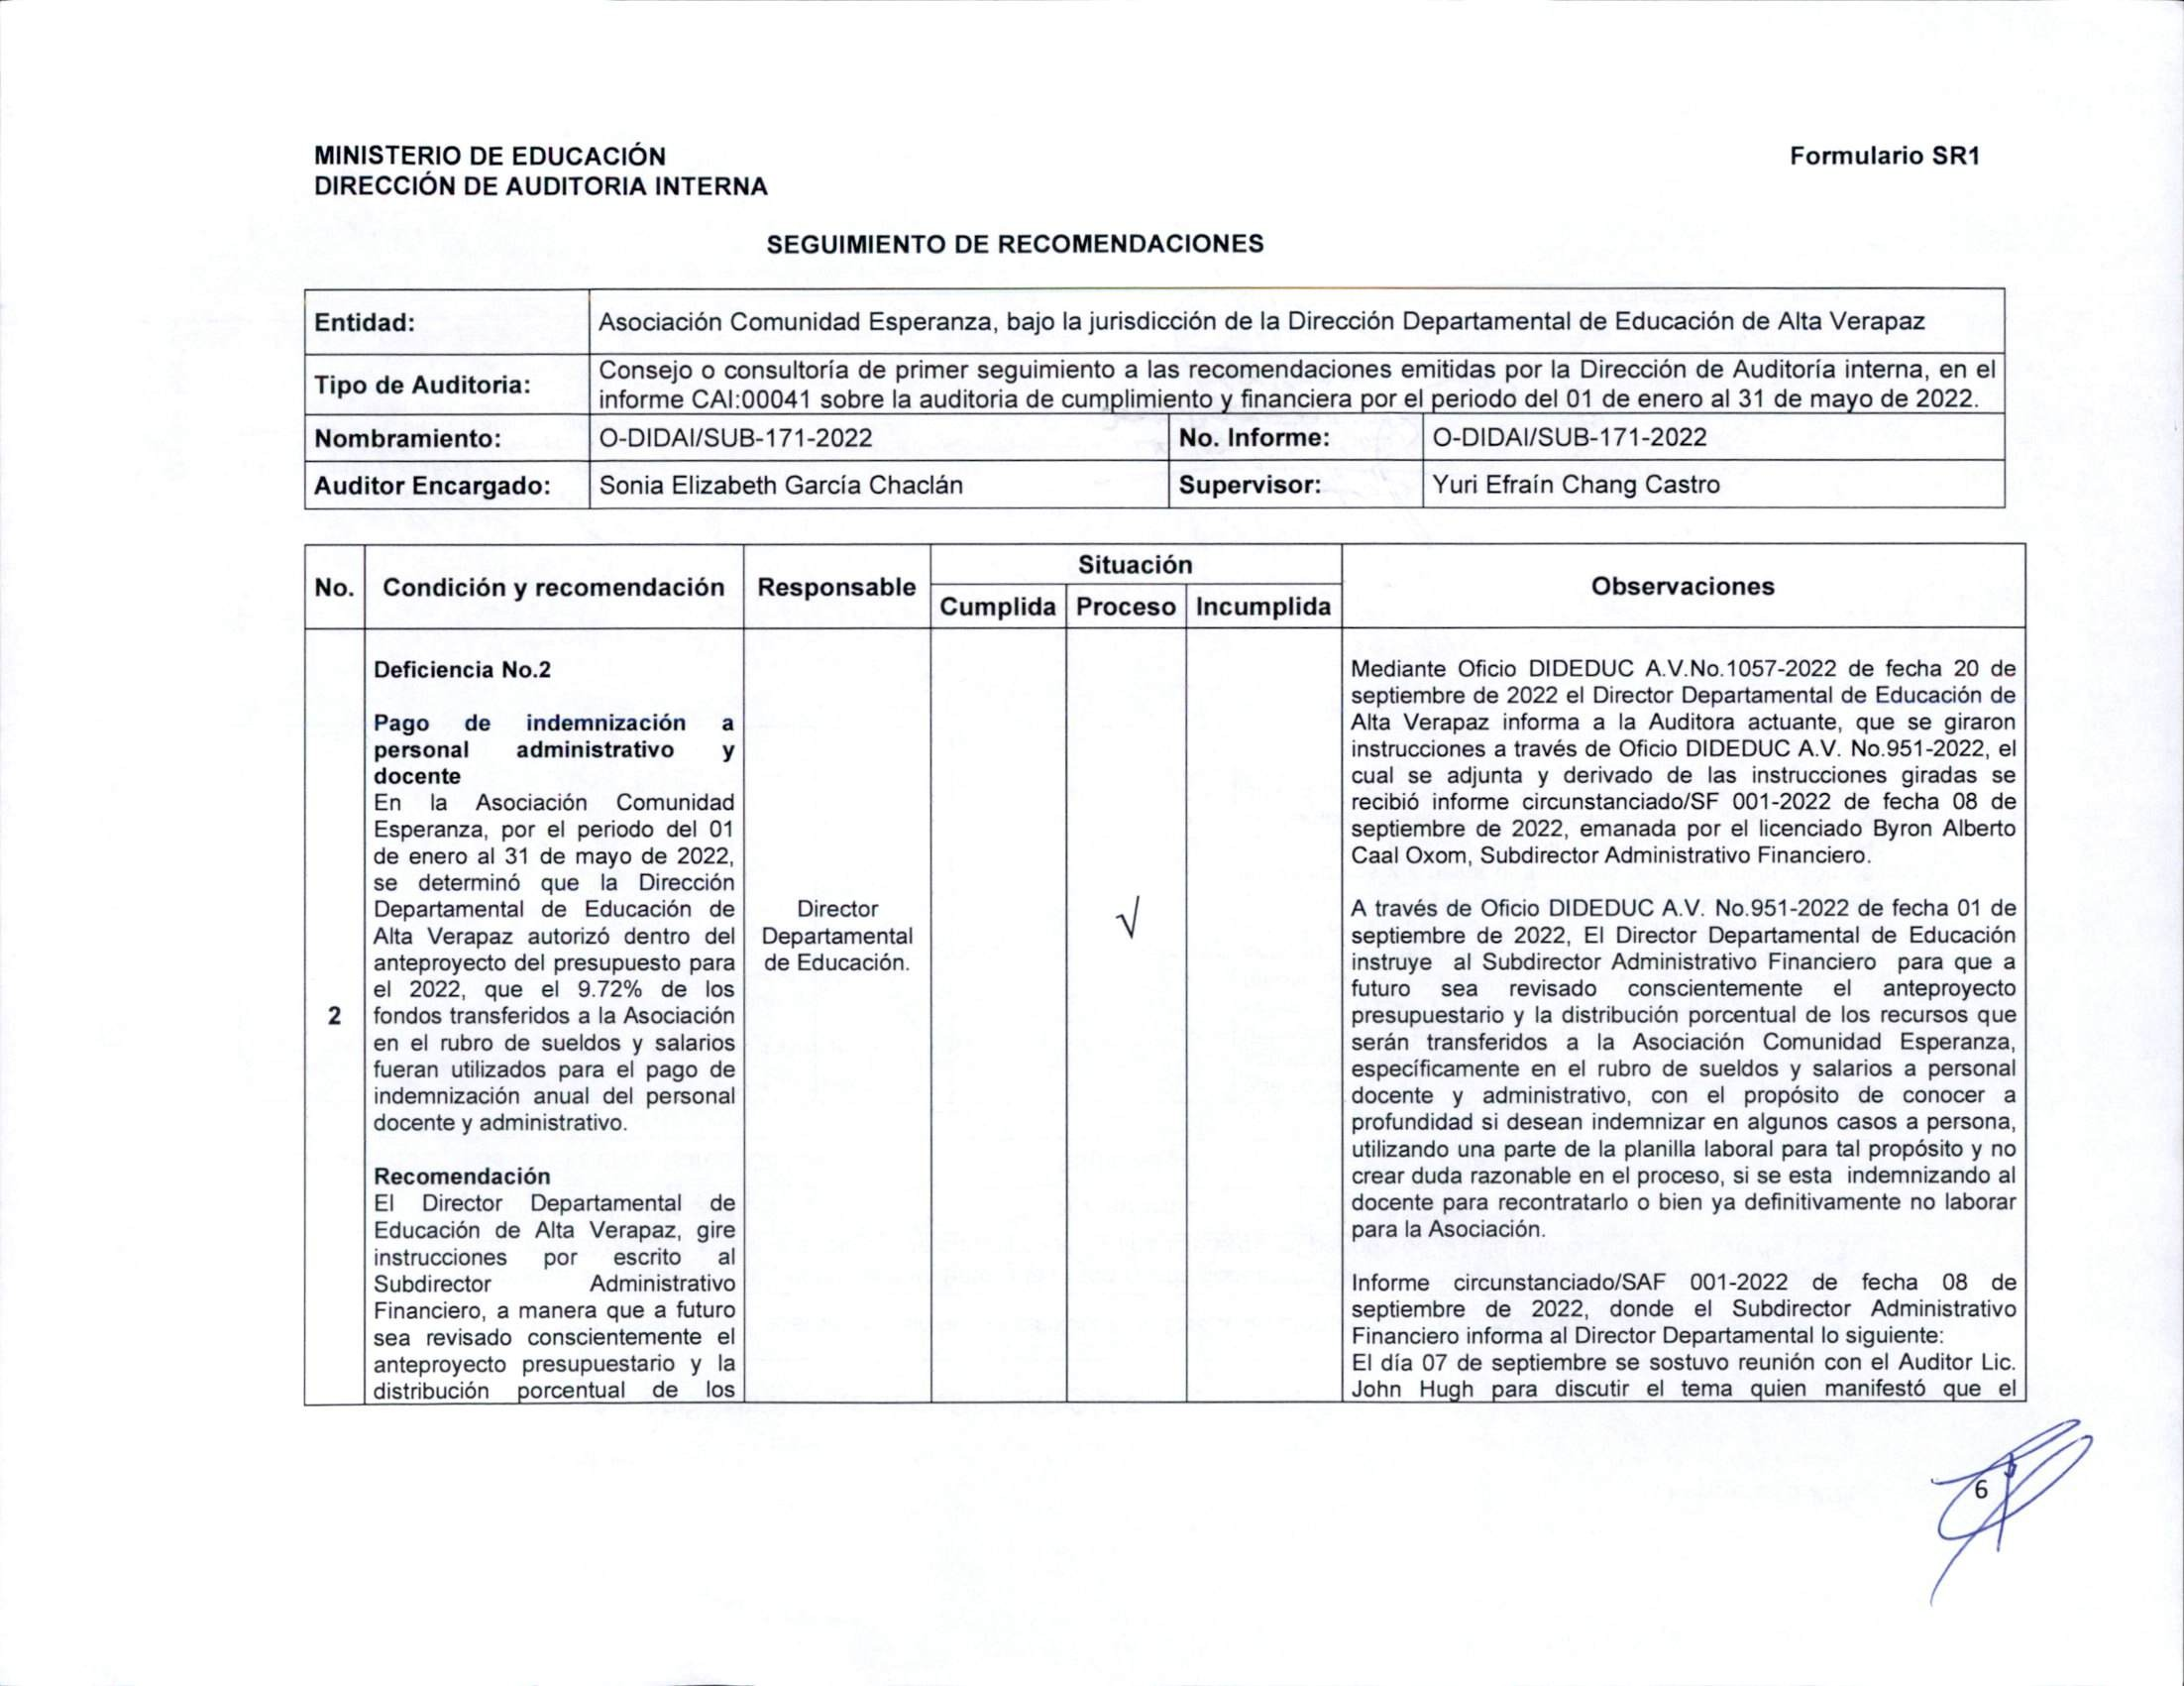 MINISTERIO DE EDUCACIÓN
DIRECCIÓN DE AUDITORIA INTERNA
Formulario SR1
SEGUIMIENTO DE RECOMENDACIONES
Entidad: Asociación Comunidad Esperanza, bajo la jurisdicción de la Dirección Departamental de Educación de Alta Verapaz
Tipo de Auditoria: Consejo o consultoría de primer seguimiento a las recomendaciones emitidas por la Dirección de Auditoría interna, en el
informe CAI:00041 sobre la auditoria de cumplimiento y financiera por el periodo del 01 de enero al 31 de mayo de 2022.
Nombramiento: O-DIDAI/SUB-171-2022 No. Informe: O-DIDAI/SUB-171-2022
Auditor Encargado: Sonia Elizabeth García Chaclán Supervisor: Yuri Efraín Chang Castro
No. Condición y recomendación Responsable Situación Observaciones
Cumplida Proceso Incumplida
2
Deficiencia No.2
Pago de indemnización a
personal administrativo y
docente
En la Asociación Comunidad
Esperanza, por el periodo del 01
de enero al 31 de mayo de 2022,
se determinó que la Dirección
Departamental de Educación de
Alta Verapaz autorizó dentro del
anteproyecto del presupuesto para
el 2022, que el 9.72% de los
fondos transferidos a la Asociación
en el rubro de sueldos y salarios
fueran utilizados para el pago de
indemnización anual del personal
docente y administrativo.
Recomendación
El Director Departamental de
Educación de Alta Verapaz, gire
instrucciones por escrito al
Subdirector Administrativo
Financiero, a manera que a futuro
sea revisado conscientemente el
anteproyecto presupuestario y la
distribución porcentual de los
Director
Departamental
de Educación.
√
Mediante Oficio DIDEDUC A.V.No.1057-2022 de fecha 20 de
septiembre de 2022 el Director Departamental de Educación de
Alta Verapaz informa a la Auditora actuante, que se giraron
instrucciones a través de Oficio DIDEDUC A.V. No.951-2022, el
cual se adjunta y derivado de las instrucciones giradas se
recibió informe circunstanciado/SF 001-2022 de fecha 08 de
septiembre de 2022, emanada por el licenciado Byron Alberto
Caal Oxom, Subdirector Administrativo Financiero.
A través de Oficio DIDEDUC A.V. No.951-2022 de fecha 01 de
septiembre de 2022, El Director Departamental de Educación
instruye al Subdirector Administrativo Financiero para que a
futuro sea revisado conscientemente el anteproyecto
presupuestario y la distribución porcentual de los recursos que
serán transferidos a la Asociación Comunidad Esperanza,
específicamente en el rubro de sueldos y salarios a personal
docente y administrativo, con el propósito de conocer a
profundidad si desean indemnizar en algunos casos a persona,
utilizando una parte de la planilla laboral para tal propósito y no
crear duda razonable en el proceso, si se esta indemnizando al
docente para recontratarlo o bien ya definitivamente no laborar
para la Asociación.
Informe circunstanciado/SAF 001-2022 de fecha 08 de
septiembre de 2022, donde el Subdirector Administrativo
Financiero informa al Director Departamental lo siguiente:
El día 07 de septiembre se sostuvo reunión con el Auditor Lic.
John Hugh para discutir el tema quien manifestó que el
6